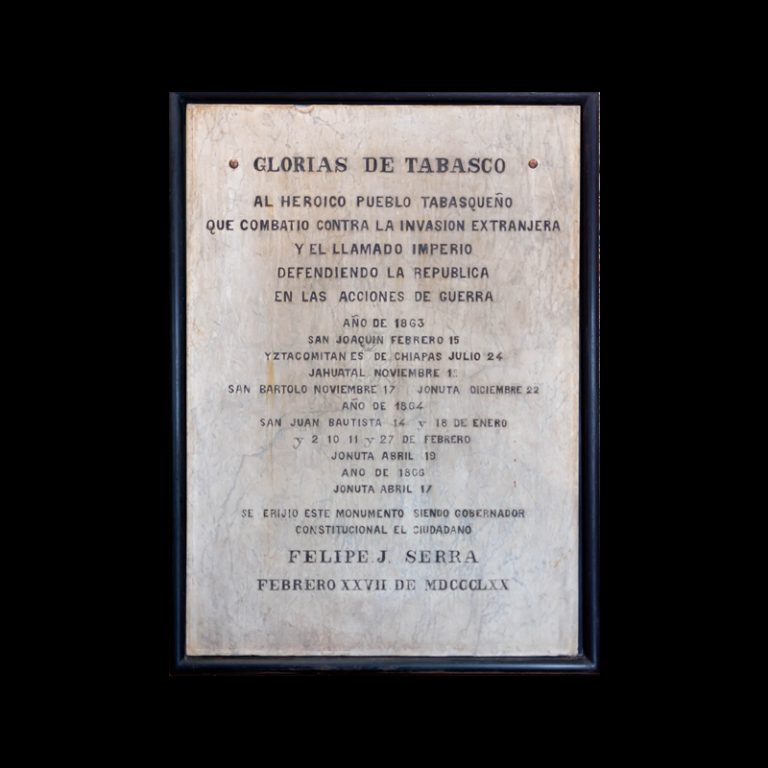 GLORIAS DE TABASCO
AL HEROICO PUEBLO TABASQUEÑO
QUE COMBATIO CONTRA LA INVASION EXTRANJERA
Y EL LLAMADO IMPERIO
DEFENDIENDO LA REPUBLICA
EN LAS ACCIONES DE GUERRA
AÑO DE 1863
SAN JOAQUIN FEBRERO 15
YZTACOMITAN ES DE CHIAPAS JULIO 24
JAHUATAL NOVIEMBRE
SAN BARTOLO NOVIEMBRE 17 JONUTA DICIEMBRE 22
AÑO DE 1864
SAN JUAN BAUTISTA 14 y 18 DE ENERO
y 2 10 11 y 27 DE FEBRERO
JONUTA ABRIL 19
ANO DE 1866
JONUTA ABRIL 17
SE ERIJIO ESTE MONUMENTO SIENDO GOBERNADOR
CONSTITUCIONAL EL CIUDADANO
FELIPE J. SERRA
FEBRERO XXVII DE MDCCCLXX